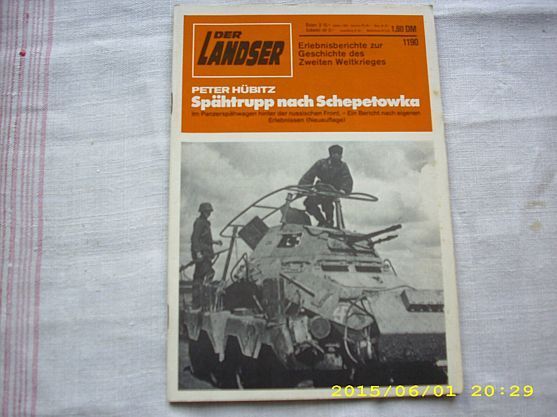 DER
LANDSER
1,80 DM
1190
Erlebnisberichte zur
Geschichte des
Zweiten Weltkrieges
PETER HÜBITZ
Spähtrupp nach Schepetowka
Im Panzerspähwagen hinter der russischen Front. – Ein Bericht nach eigenen
Erlebnissen (Neuauflage)
2015/06/01 20:29